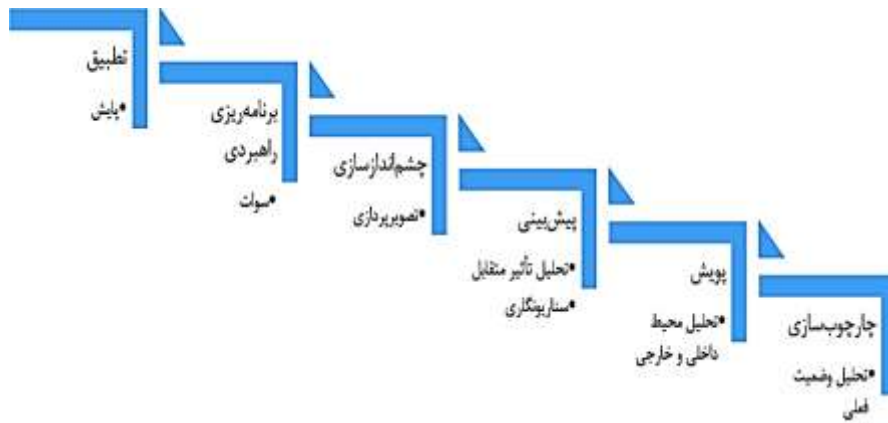 تطبیق
•پایش
برنامه‌ریزی
راهبردی
•سوات
چشم‌اندازسازی
•تصویرپردازی
پیش‌بینی
•تحلیل تأثیر متقابل
•سناریونگاری
پویش
•تحلیل محیط
داخلی و خارجی
چارچوب‌سازی
•تحلیل وضعیت
فعلی